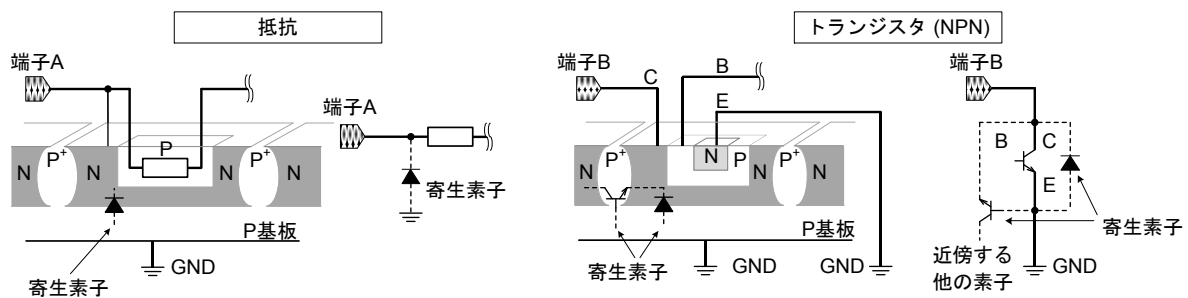 抵抗
トランジスタ (NPN)
端子A
P
N
P+
N
N
P+
N
寄生素子
P基板
GND
端子A
寄生素子
端子B
C
B
E
N
P+
N
N
P
P+
N
N
寄生素子
P基板
GND
GND
端子B
B
C
E
寄生素子
近傍する
他の素子
GND